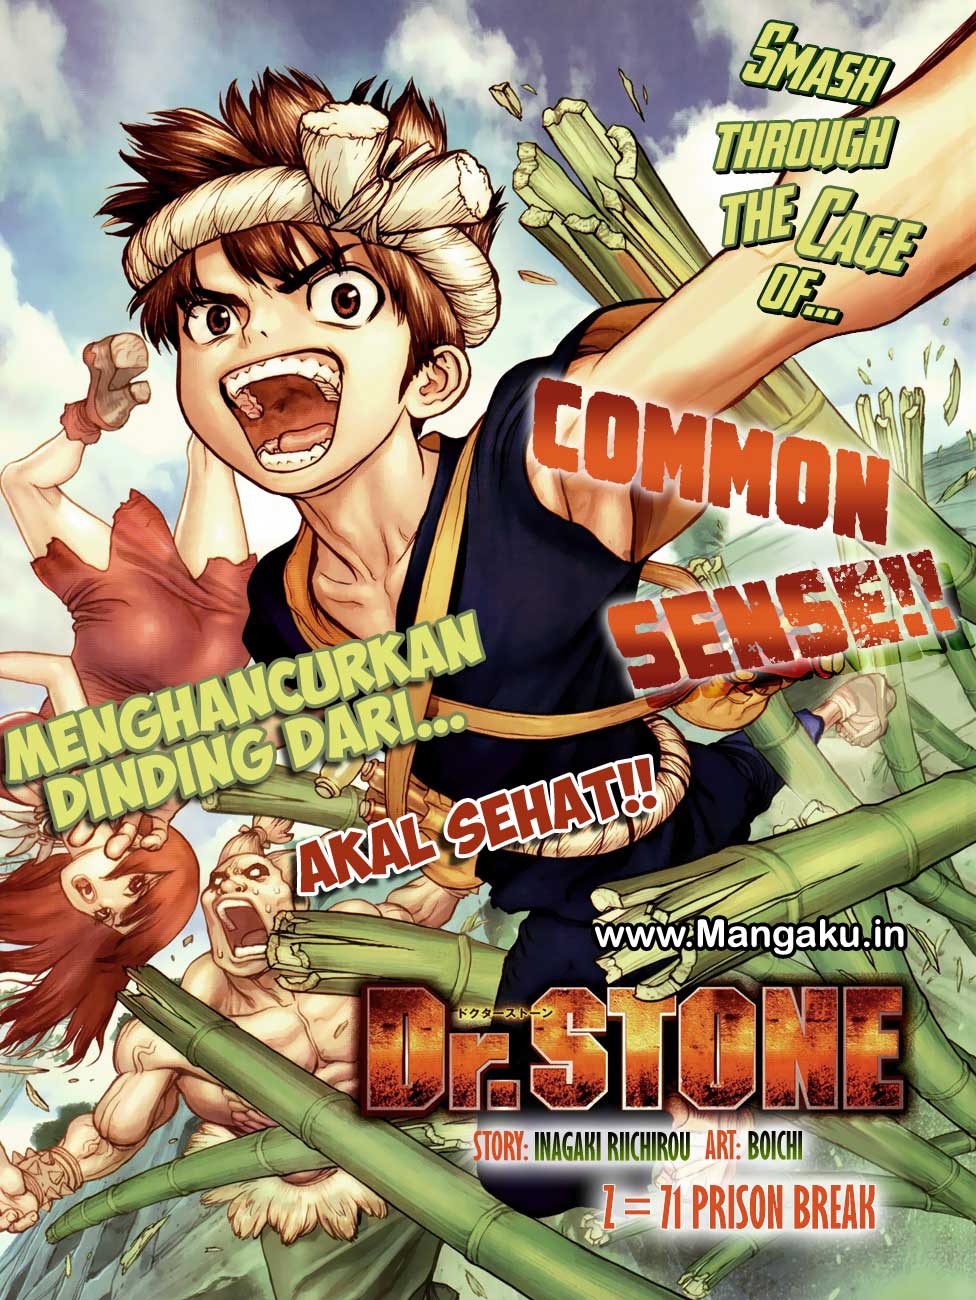 SMASH
THROUGH
THE CAGE
OF...
COMMON
SENSE!!
MENGHANCURKAN
DINDING DARI...
AKAL SEHAT!!
www.Mangaku.in
ドクターストーン
Dr.STONE
STORY: INAGAKI RIICHIROU ART: BOICHI
Z = 71 PRISON BREAK